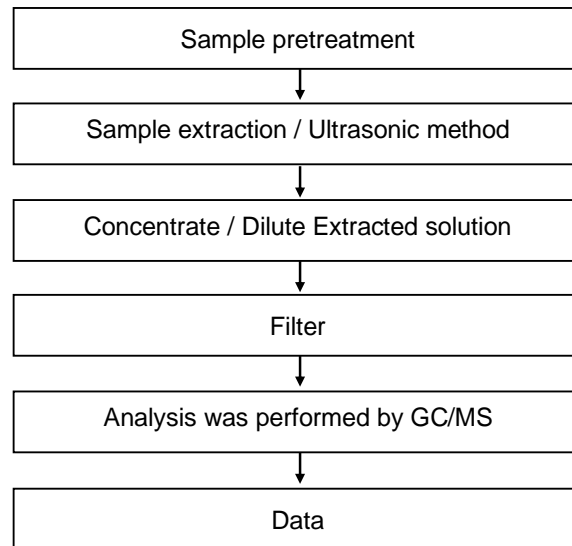 Sample pretreatment
Sample extraction / Ultrasonic method
Concentrate / Dilute Extracted solution
Filter
Analysis was performed by GC/MS
Data